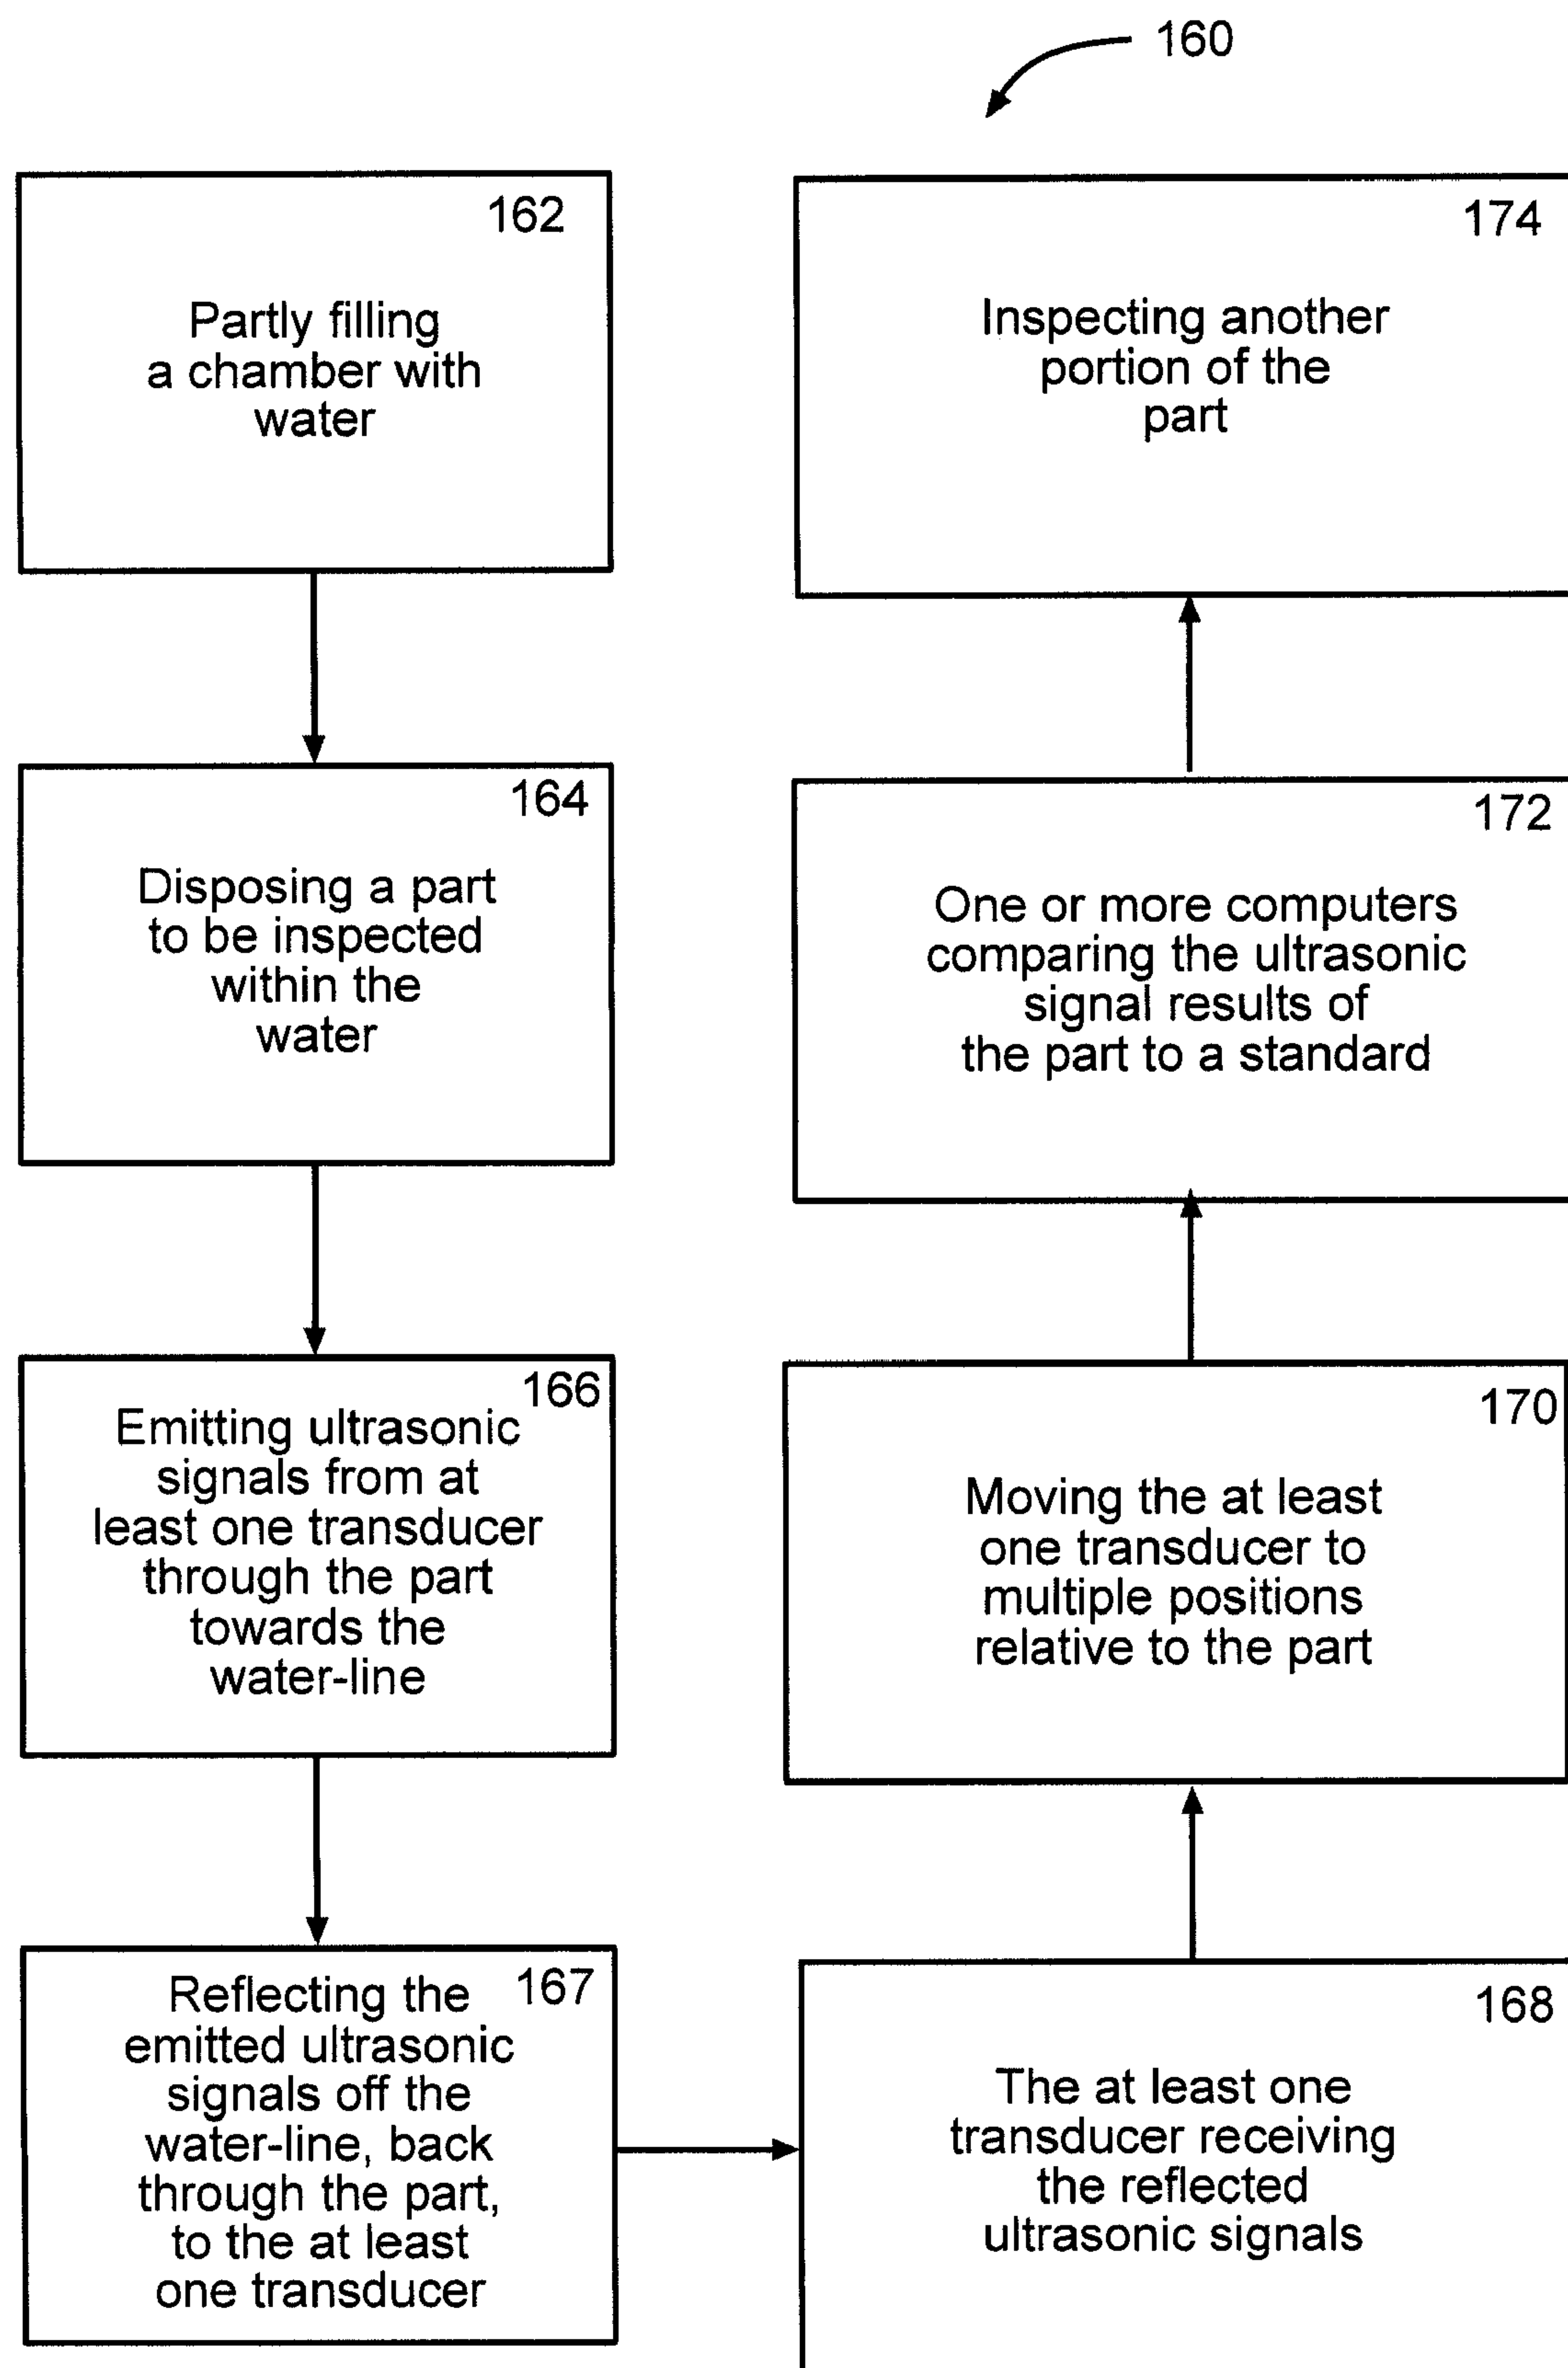 160
162
Partly filling
a chamber with
water
164
Disposing a part
to be inspected
within the
water
166
Emitting ultrasonic
signals from at
least one transducer
through the part
towards the
water-line
167
Reflecting the
emitted ultrasonic
signals off the
water-line, back
through the part,
to the at least
one transducer
168
The at least one
transducer receiving
the reflected
ultrasonic signals
170
Moving the at least
one transducer to
multiple positions
relative to the part
172
One or more computers
comparing the ultrasonic
signal results of
the part to a standard
174
Inspecting another
portion of the
part